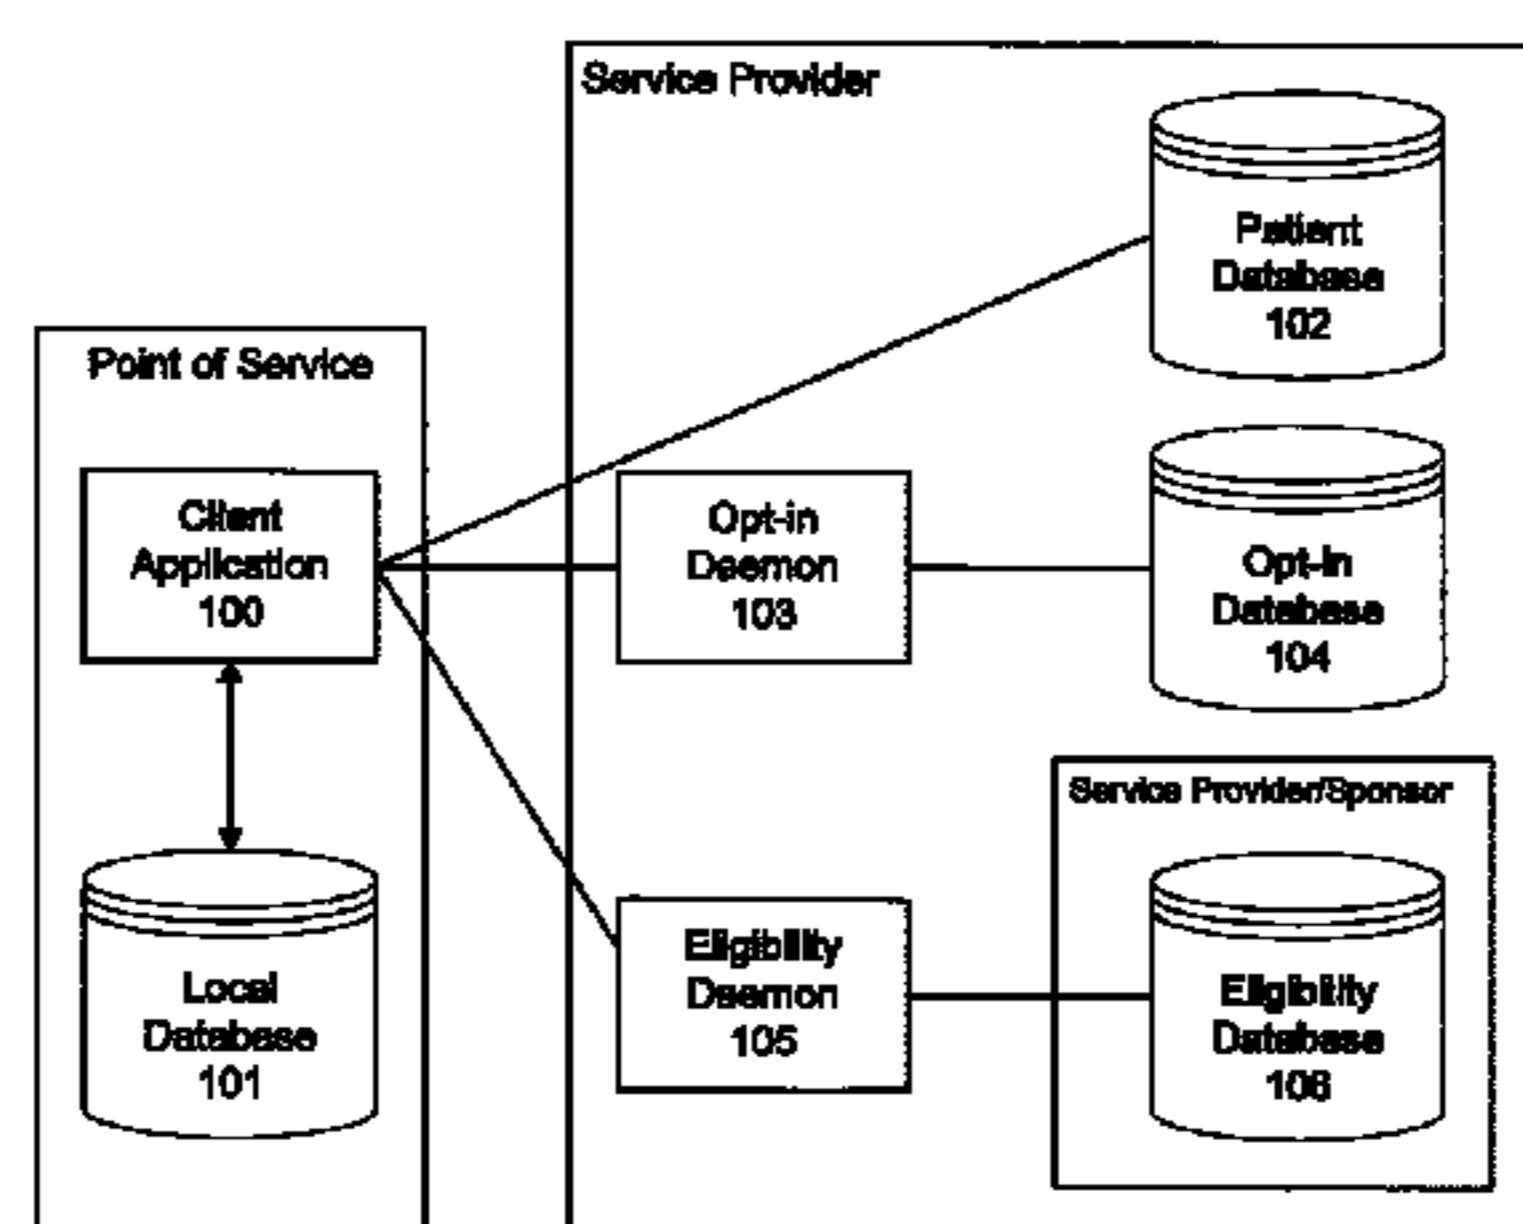 Service Provider
Patient
Database
102
Point of Service
Client
Application
100
Opt-in
Daemon
103
Opt-in
Database
104
Service Provider/Sponsor
Eligibility
Daemon
105
Eligibility
Database
106
Local
Database
101